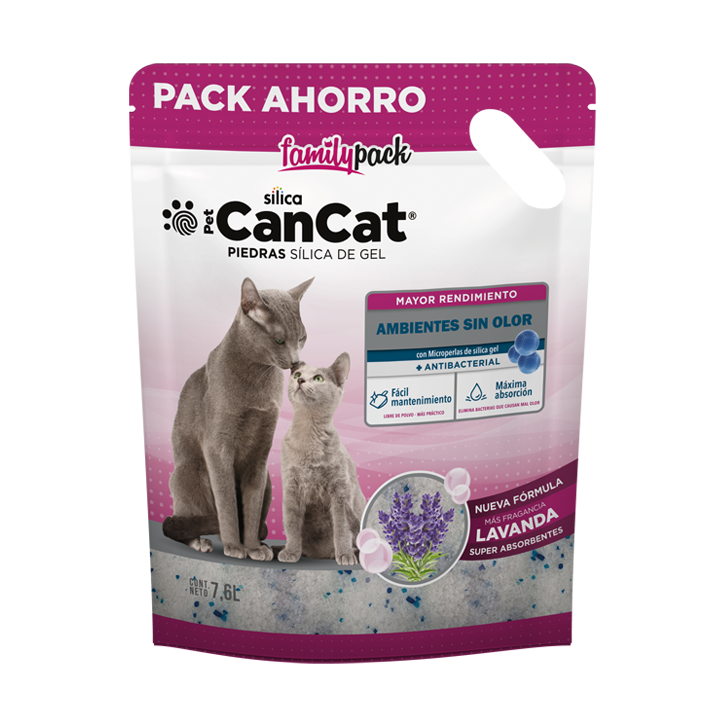 PACK AHORRO
familypack
silica
Pet
CanCat®
PIEDRAS SÍLICA DE GEL
MAYOR RENDIMIENTO
AMBIENTES SIN OLOR
con Microperlas de sílica gel
+ ANTIBACTERIAL
Fácil
mantenimiento
LIBRE DE POLVO · MÁS PRÁCTICO
Máxima
absorción
ELIMINA BACTERIAS QUE CAUSAN MAL OLOR
NUEVA FÓRMULA
MÁS FRAGANCIA
LAVANDA
SUPER ABSORBENTES
CONT.
NETO 7,6L